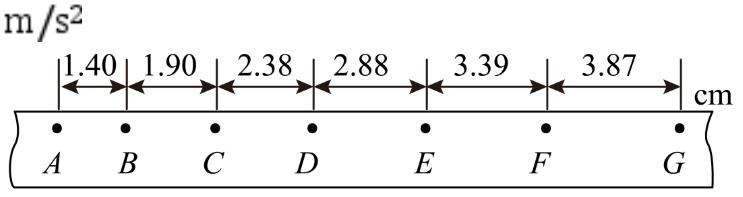 m/s²
1.40 1.90 2.38 2.88 3.39 3.87
cm
A B C D E F G